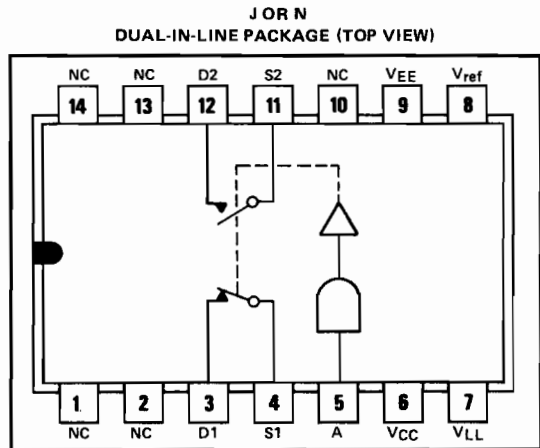 J OR N
DUAL-IN-LINE PACKAGE (TOP VIEW)
NC NC D2 S2 NC VEE Vref
14 13 12 11 10 9 8
1 2 3 4 5 6 7
NC NC D1 S1 A VCC VLL